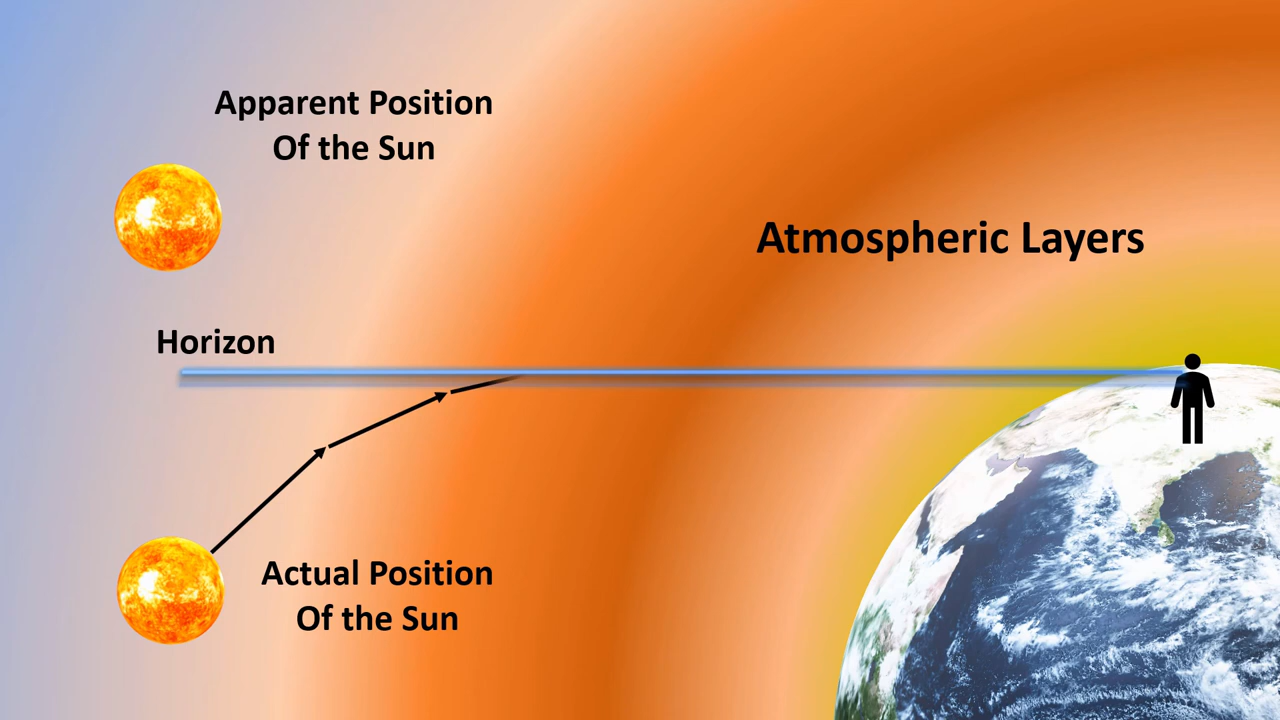 Apparent Position
Of the Sun
Atmospheric Layers
Horizon
Actual Position
Of the Sun